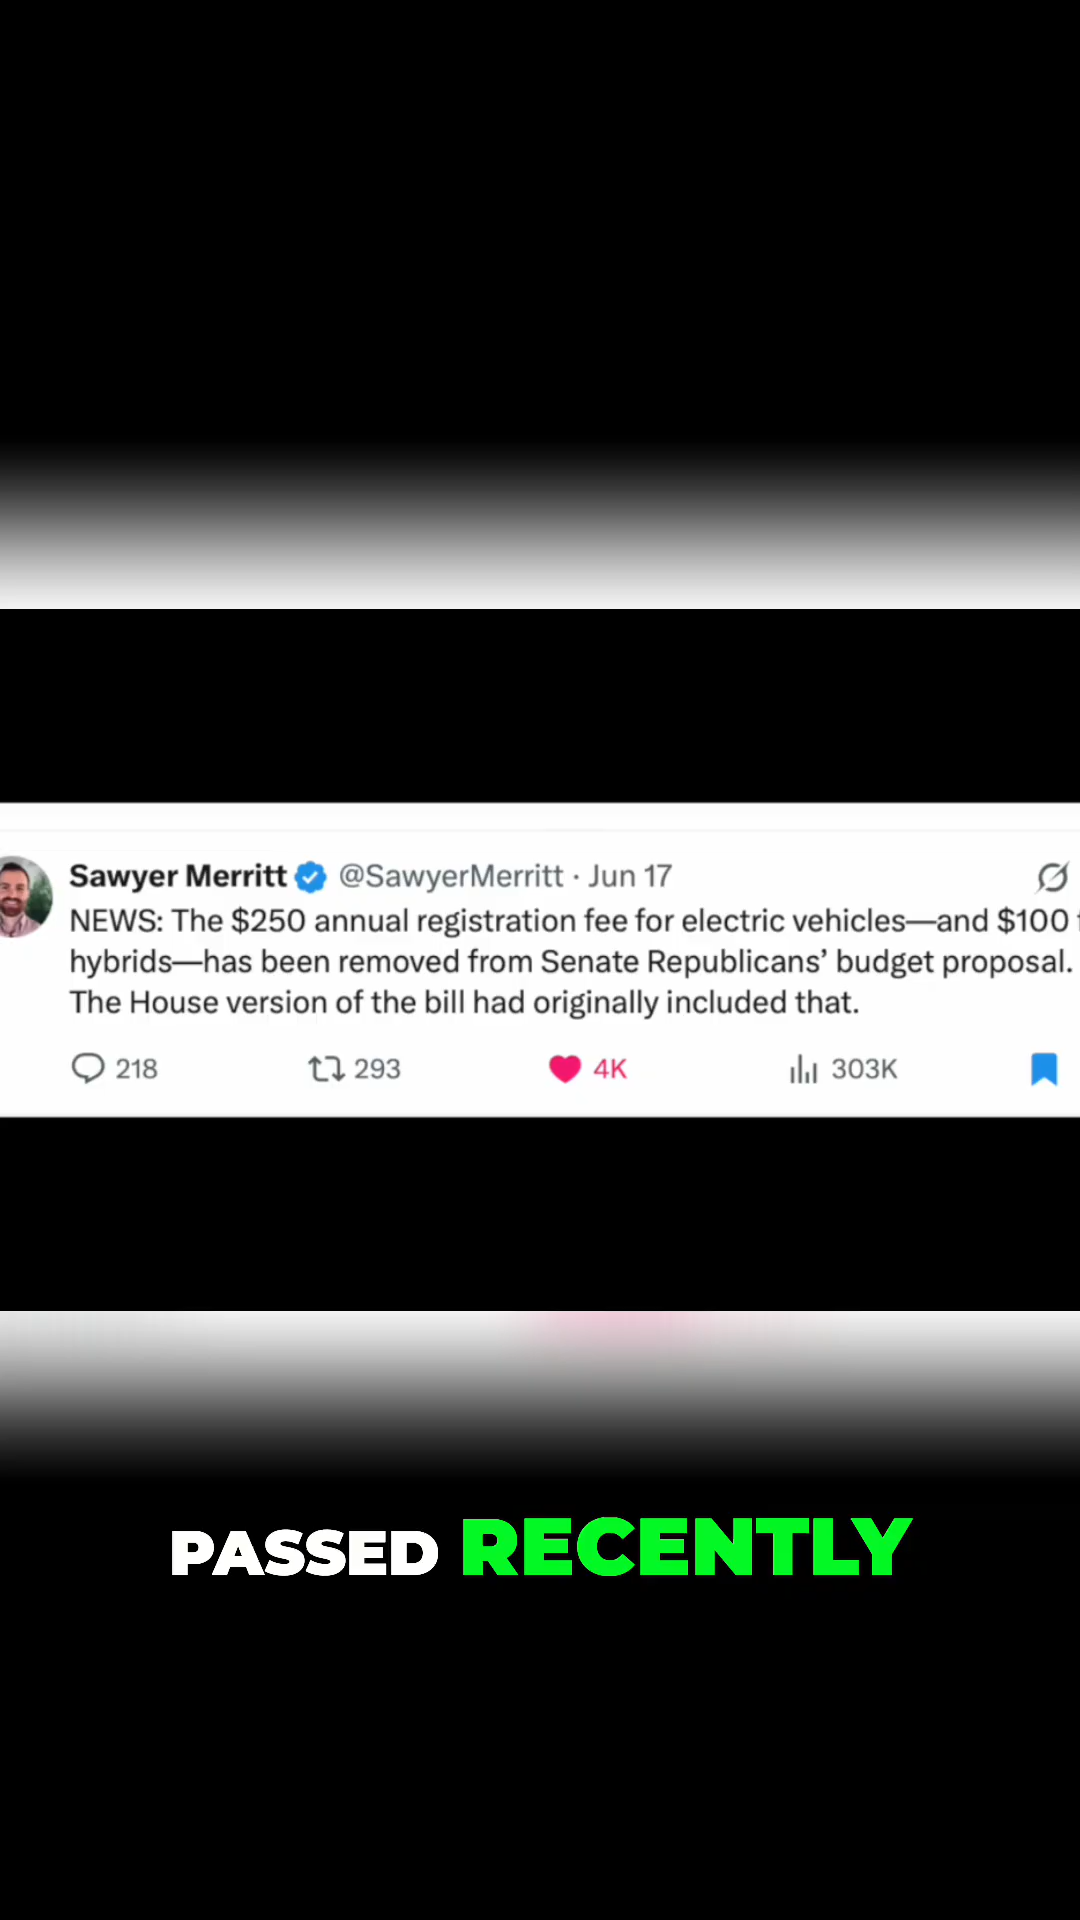 Sawyer Merritt @SawyerMerritt · Jun 17
NEWS: The $250 annual registration fee for electric vehicles—and $100
hybrids—has been removed from Senate Republicans’ budget proposal.
The House version of the bill had originally included that.
218 293 4K 303K
PASSED RECENTLY